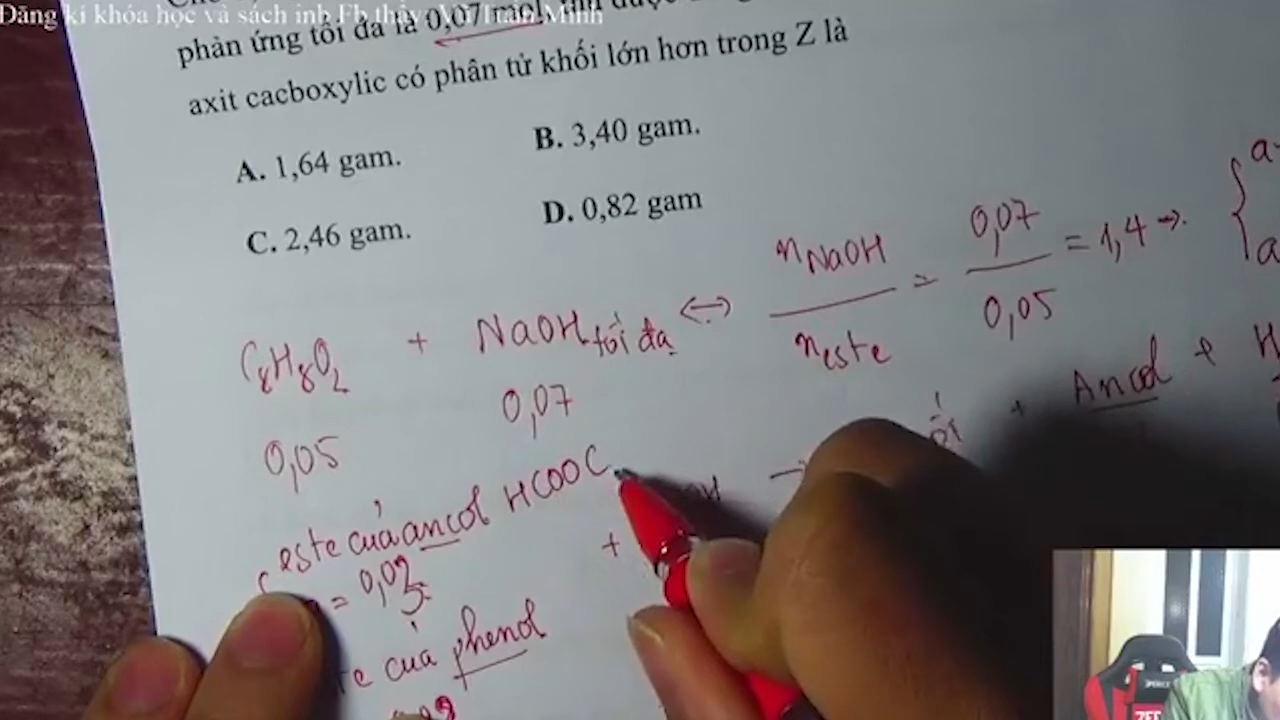 Đăng kí khóa học và sách inb Fb thầy
phản ứng tối đa là 0,07 mol
axit cacboxylic có phân tử khối lớn hơn trong Z là
A. 1,64 gam.
B. 3,40 gam.
C. 2,46 gam.
D. 0,82 gam
C8H8O2 + NaOH tối đa ⟷ nNaOH / neste = 0,07 / 0,05 = 1,4 →
0,05 0,07
Ancol +
este của ancol HCOOC
+
= 0,03
của phenol